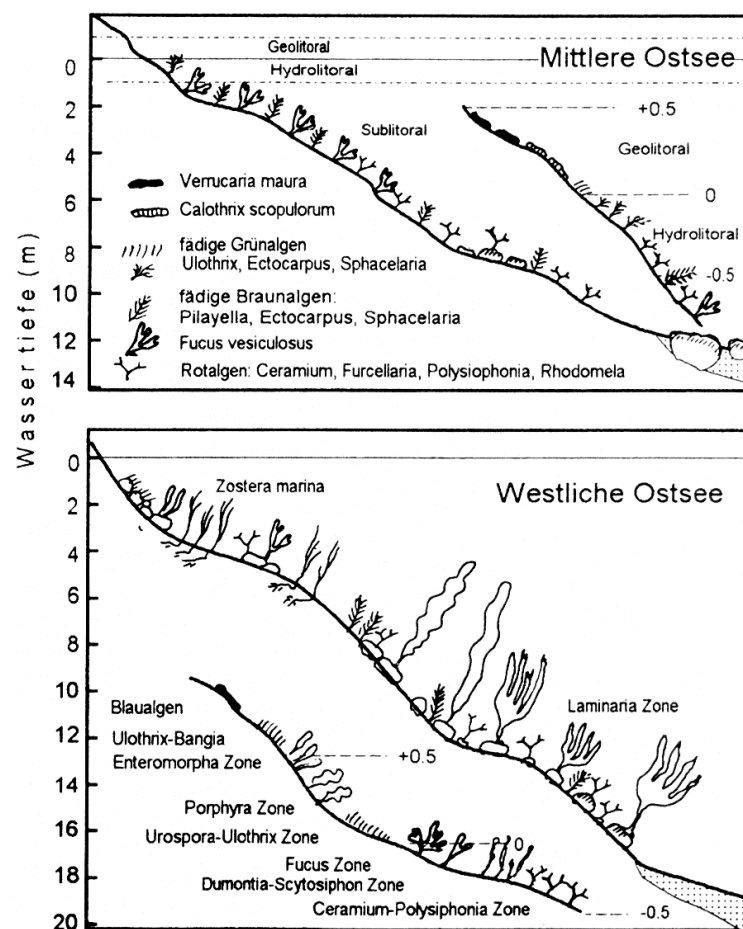 Geolitoral
Hydrolitoral
Mittlere Ostsee
0
2
4
6
8
10
12
14
Sublitoral
+0.5
Geolitoral
0
Hydrolitoral
-0.5
Verrucaria maura
Calothrix scopulorum
fädige Grünalgen
Ulothrix, Ectocarpus, Sphacelaria
fädige Braunalgen:
Pilayella, Ectocarpus, Sphacelaria
Fucus vesiculosus
Rotalgen: Ceramium, Furcellaria, Polysiophonia, Rhodomela
Wassertiefe (m)
0
2
4
6
8
10
12
14
16
18
20
Zostera marina
Westliche Ostsee
Laminaria Zone
Blaualgen
Ulothrix-Bangia
Enteromorpha Zone
+0.5
Porphyra Zone
Urospora-Ulothrix Zone
0
Fucus Zone
Dumontia-Scytosiphon Zone
Ceramium-Polysiphonia Zone
-0.5